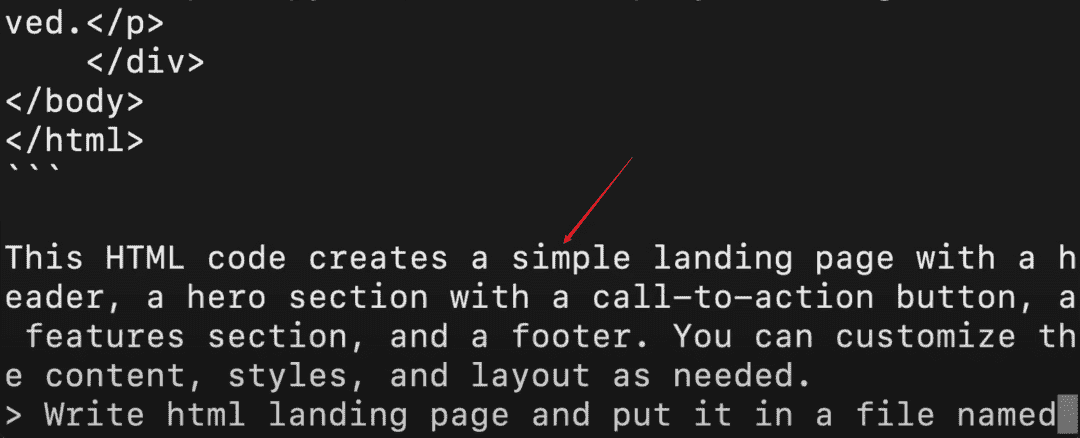 ved.</p>
</div>
</body>
</html>
```
This HTML code creates a simple landing page with a h
eader, a hero section with a call-to-action button, a
features section, and a footer. You can customize th
e content, styles, and layout as needed.
> Write html landing page and put it in a file named